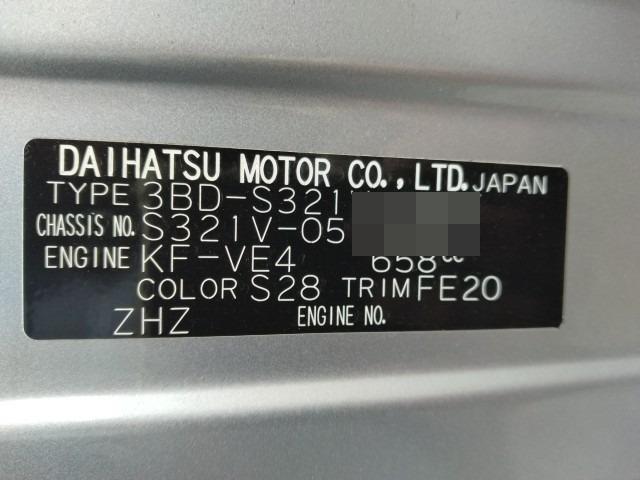 DAIHATSU MOTOR CO., LTD. JAPAN
TYPE 3BD-S321
CHASSIS NO. S321V-05
ENGINE KF-VE4 658cc
COLOR S28 TRIM FE20
ZHZ ENGINE NO.